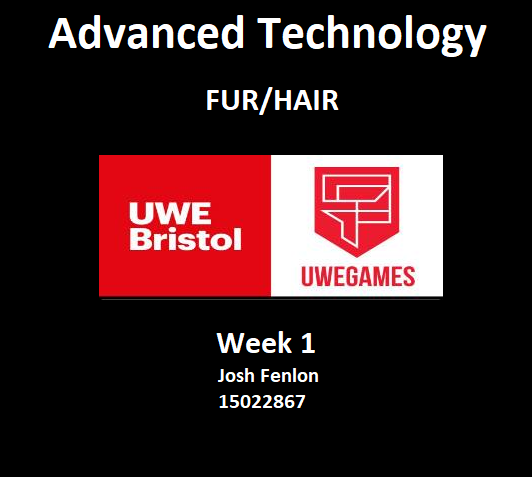 Advanced Technology
FUR/HAIR
UWE
Bristol
UWEGAMES
Week 1
Josh Fenlon
15022867